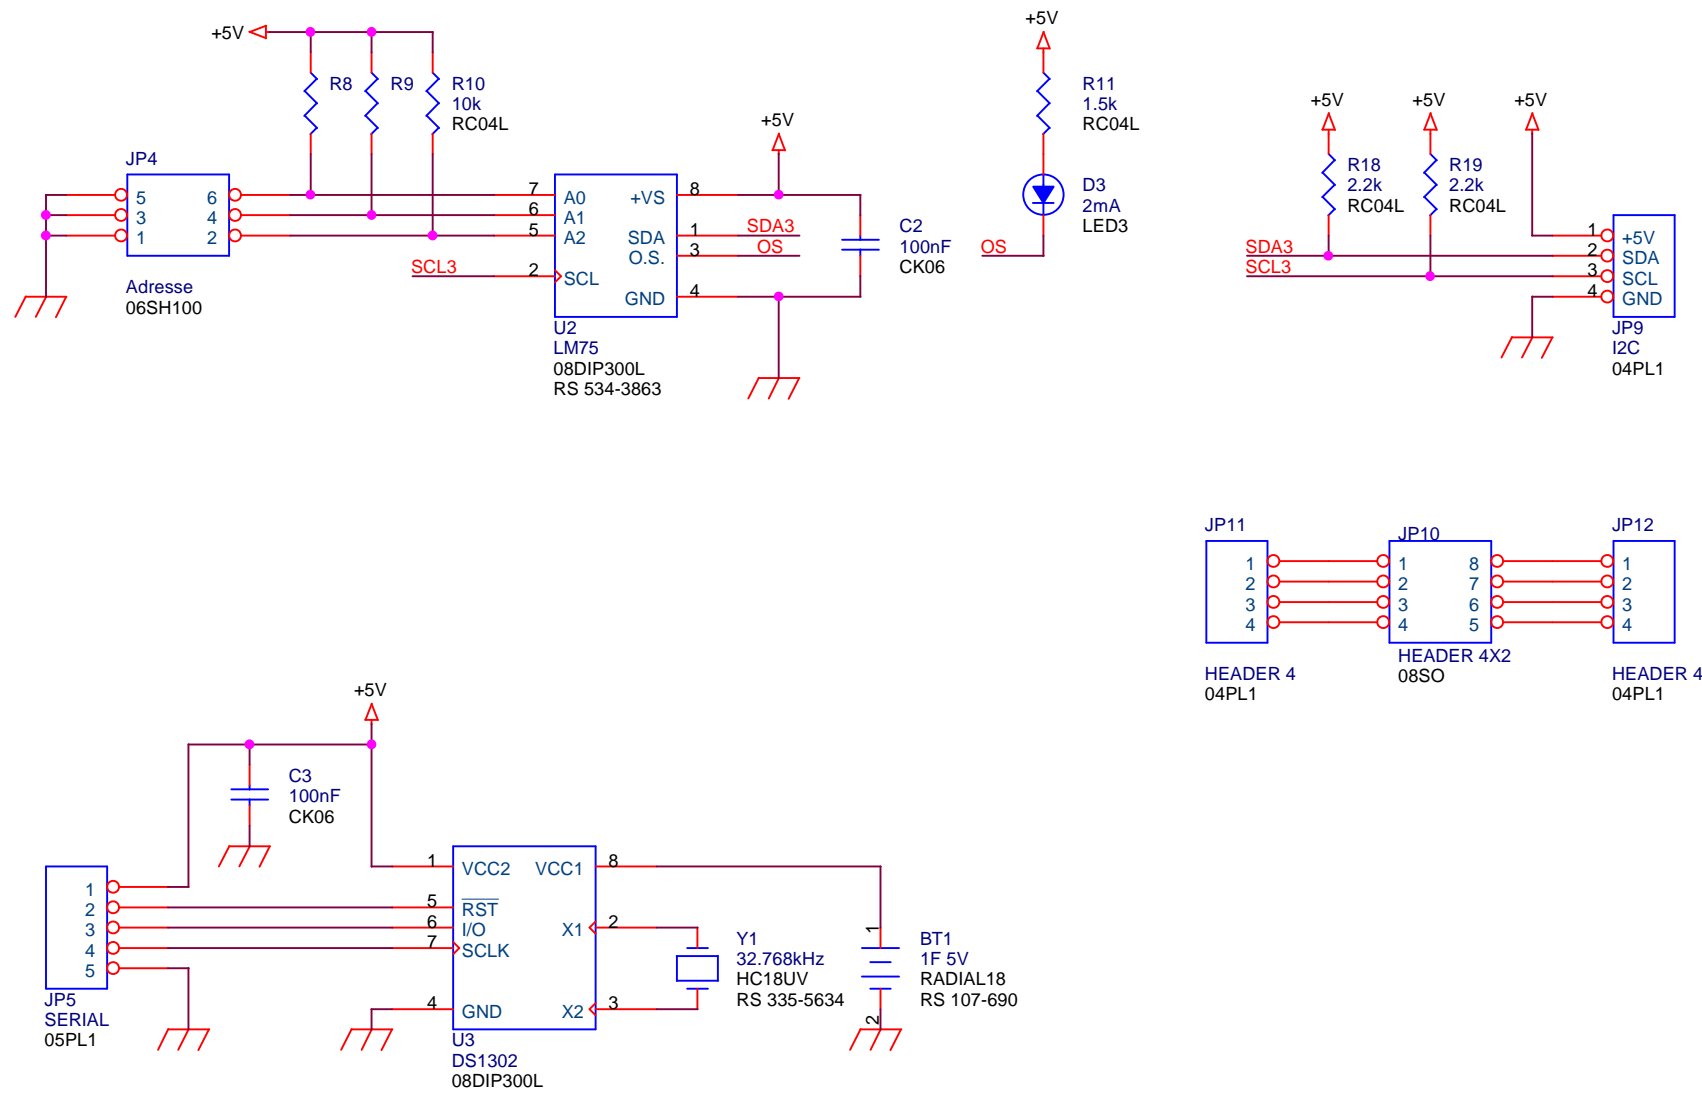 +5V
R8
R9
R10
10k
RC04L
JP4
5 6
3 4
1 2
Adresse
06SH100
7 A0
6 A1
5 A2
SCL3
2 SCL
+VS 8
SDA 1 SDA3
O.S. 3 OS
GND 4
U2
LM75
08DIP300L
RS 534-3863
+5V
C2
100nF
CK06
+5V
R11
1.5k
RC04L
D3
2mA
LED3
OS
+5V
+5V
+5V
R18
2.2k
RC04L
R19
2.2k
RC04L
SDA3
SCL3
1 +5V
2 SDA
3 SCL
4 GND
JP9
I2C
04PL1
JP11
1
2
3
4
HEADER 4
04PL1
JP10
1 8
2 7
3 6
4 5
HEADER 4X2
08SO
JP12
1
2
3
4
HEADER 4
04PL1
+5V
C3
100nF
CK06
1
2
3
4
5
JP5
SERIAL
05PL1
1 VCC2
5 RST
6 I/O
7 SCLK
4 GND
VCC1 8
X1 2
X2 3
U3
DS1302
08DIP300L
Y1
32.768kHz
HC18UV
RS 335-5634
1
2
BT1
1F 5V
RADIAL18
RS 107-690